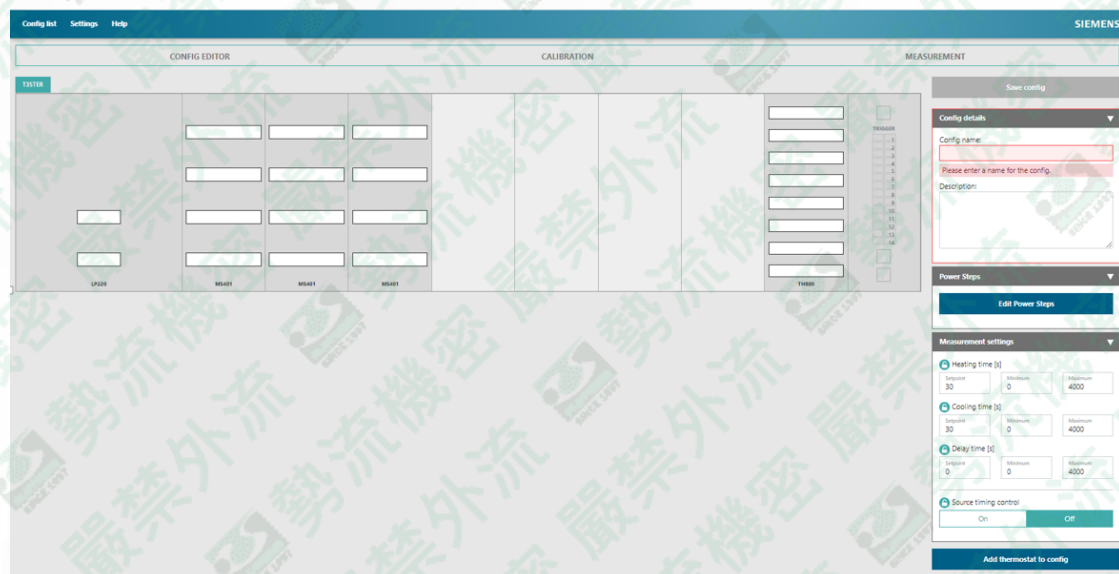 Config list Settings Help
SIEMENS
CONFIG EDITOR CALIBRATION MEASUREMENT
T3STER
Save config
Config details
Config name:
Please enter a name for the config.
Description:
TRIGGER
1
2
3
4
5
6
7
8
9
10
11
12
13
14
LP520 MS401 MS401 MS401 TH800
Power Steps
Edit Power Steps
Measurement settings
Heating time [s]
Setpoint Minimum Maximum
30 0 4000
Cooling time [s]
Setpoint Minimum Maximum
30 0 4000
Delay time [s]
Setpoint Minimum Maximum
0 0 4000
Source timing control
On Off
Add thermostat to config
勢流機密 嚴禁外流
SINCE 1997